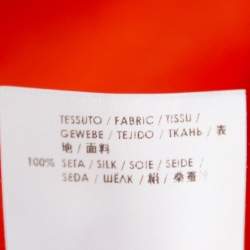 TESSUTO / FABRIC / TISSU /
GEWEBE / TEJIDO / ТКАНЬ / 表
地 / 面料
100% SETA / SILK / SOIE / SEIDE /
SEDA / ШЁЛК / 絹 / 桑蚕